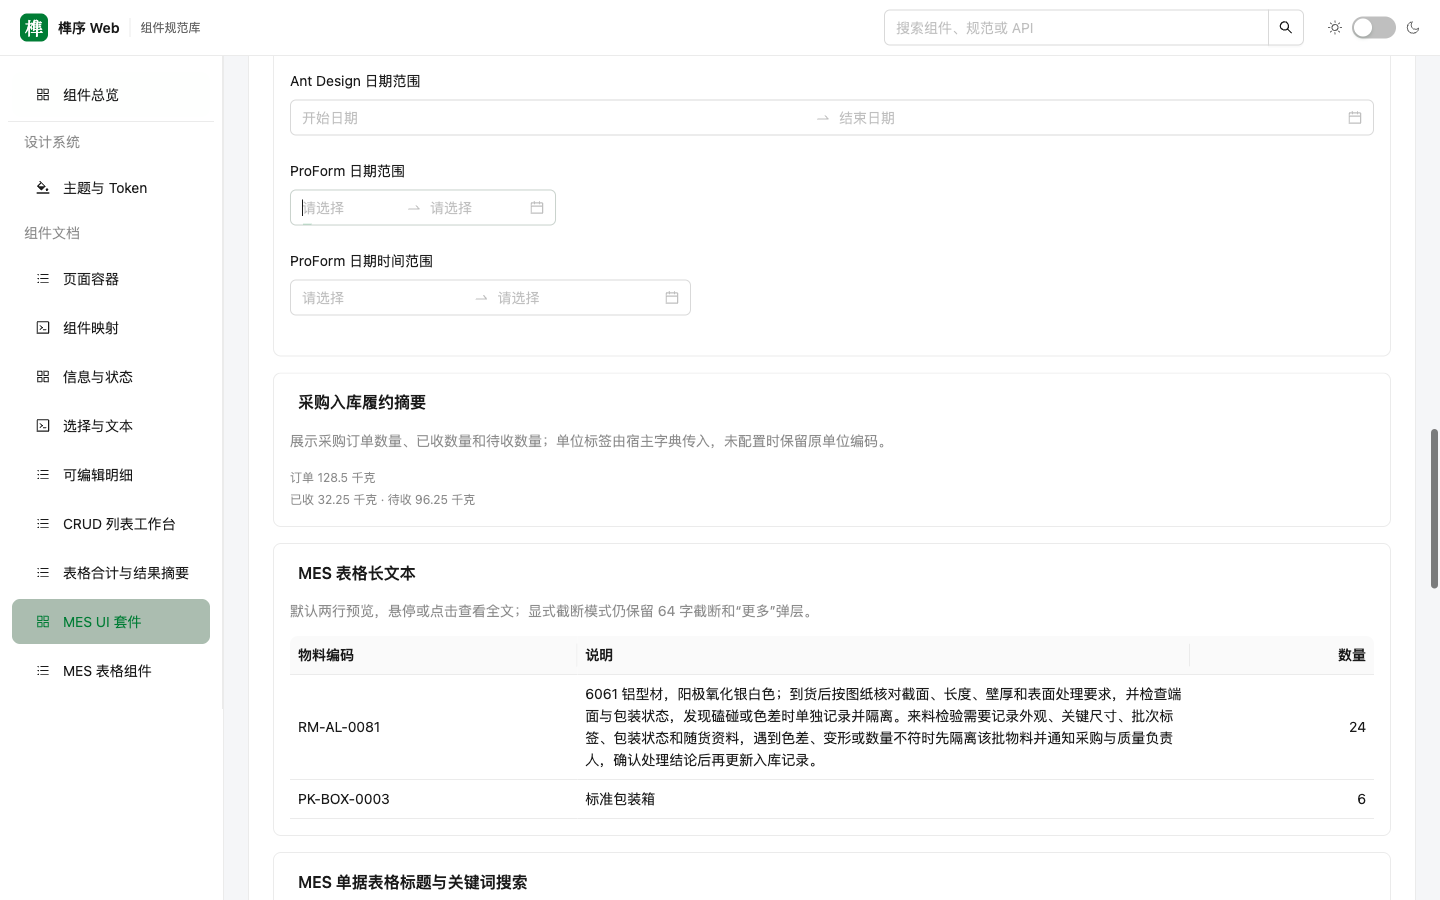 榫 榫序 Web 组件规范库 搜索组件、规范或 API
组件总览
设计系统
主题与 Token
组件文档
页面容器
组件映射
信息与状态
选择与文本
可编辑明细
CRUD 列表工作台
表格合计与结果摘要
MES UI 套件
MES 表格组件
Ant Design 日期范围
开始日期 结束日期
ProForm 日期范围
请选择 请选择
ProForm 日期时间范围
请选择 请选择
采购入库履约摘要
展示采购订单数量、已收数量和待收数量；单位标签由宿主字典传入，未配置时保留原单位编码。
订单 128.5 千克
已收 32.25 千克 · 待收 96.25 千克
MES 表格长文本
默认两行预览，悬停或点击查看全文；显式截断模式仍保留 64 字截断和“更多”弹层。
物料编码 说明 数量
RM-AL-0081 6061 铝型材，阳极氧化银白色；到货后按图纸核对截面、长度、壁厚和表面处理要求，并检查端 24
面与包装状态，发现磕碰或色差时单独记录并隔离。来料检验需要记录外观、关键尺寸、批次标
签、包装状态和随货资料，遇到色差、变形或数量不符时先隔离该批物料并通知采购与质量负责
人，确认处理结论后再更新入库记录。
PK-BOX-0003 标准包装箱 6
MES 单据表格标题与关键词搜索